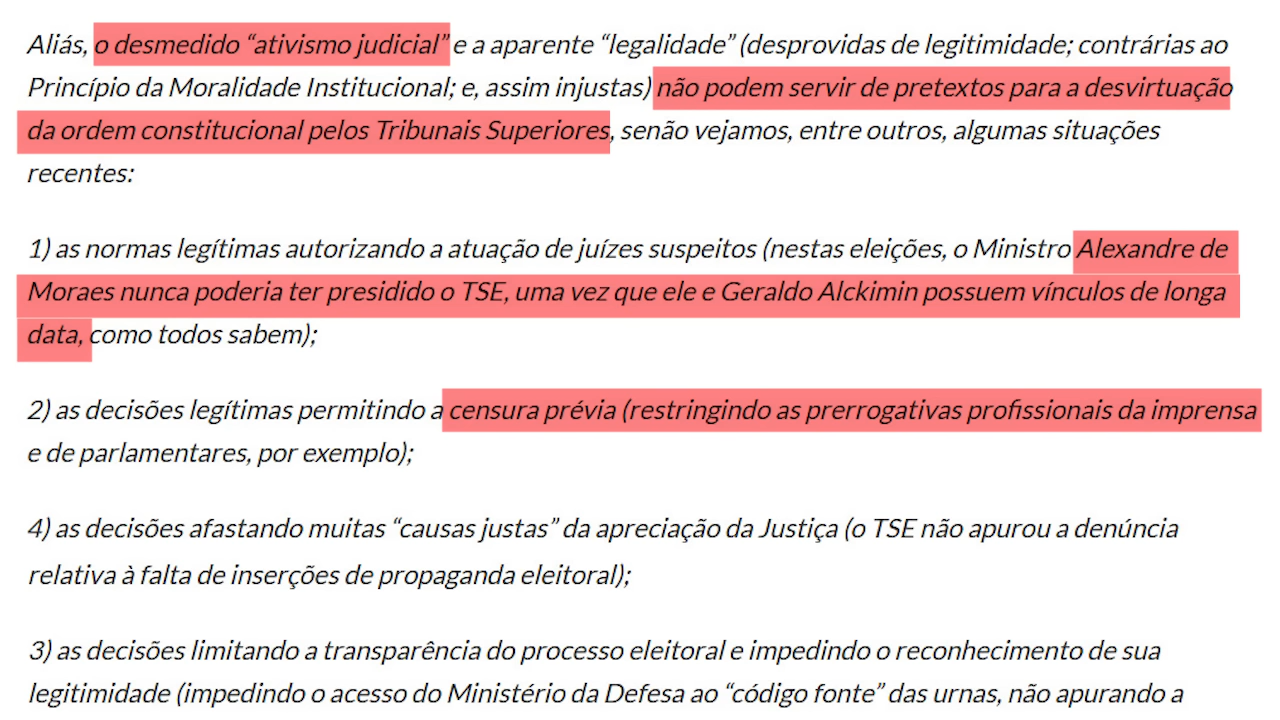 Aliás, o desmedido “ativismo judicial” e a aparente “legalidade” (desprovidas de legitimidade; contrárias ao
Princípio da Moralidade Institucional; e, assim injustas) não podem servir de pretextos para a desvirtuação
da ordem constitucional pelos Tribunais Superiores, senão vejamos, entre outros, algumas situações
recentes:
1) as normas legítimas autorizando a atuação de juízes suspeitos (nestas eleições, o Ministro Alexandre de
Moraes nunca poderia ter presidido o TSE, uma vez que ele e Geraldo Alckimin possuem vínculos de longa
data, como todos sabem);
2) as decisões legítimas permitindo a censura prévia (restringindo as prerrogativas profissionais da imprensa
e de parlamentares, por exemplo);
4) as decisões afastando muitas “causas justas” da apreciação da Justiça (o TSE não apurou a denúncia
relativa à falta de inserções de propaganda eleitoral);
3) as decisões limitando a transparência do processo eleitoral e impedindo o reconhecimento de sua
legitimidade (impedindo o acesso do Ministério da Defesa ao “código fonte” das urnas, não apurando a